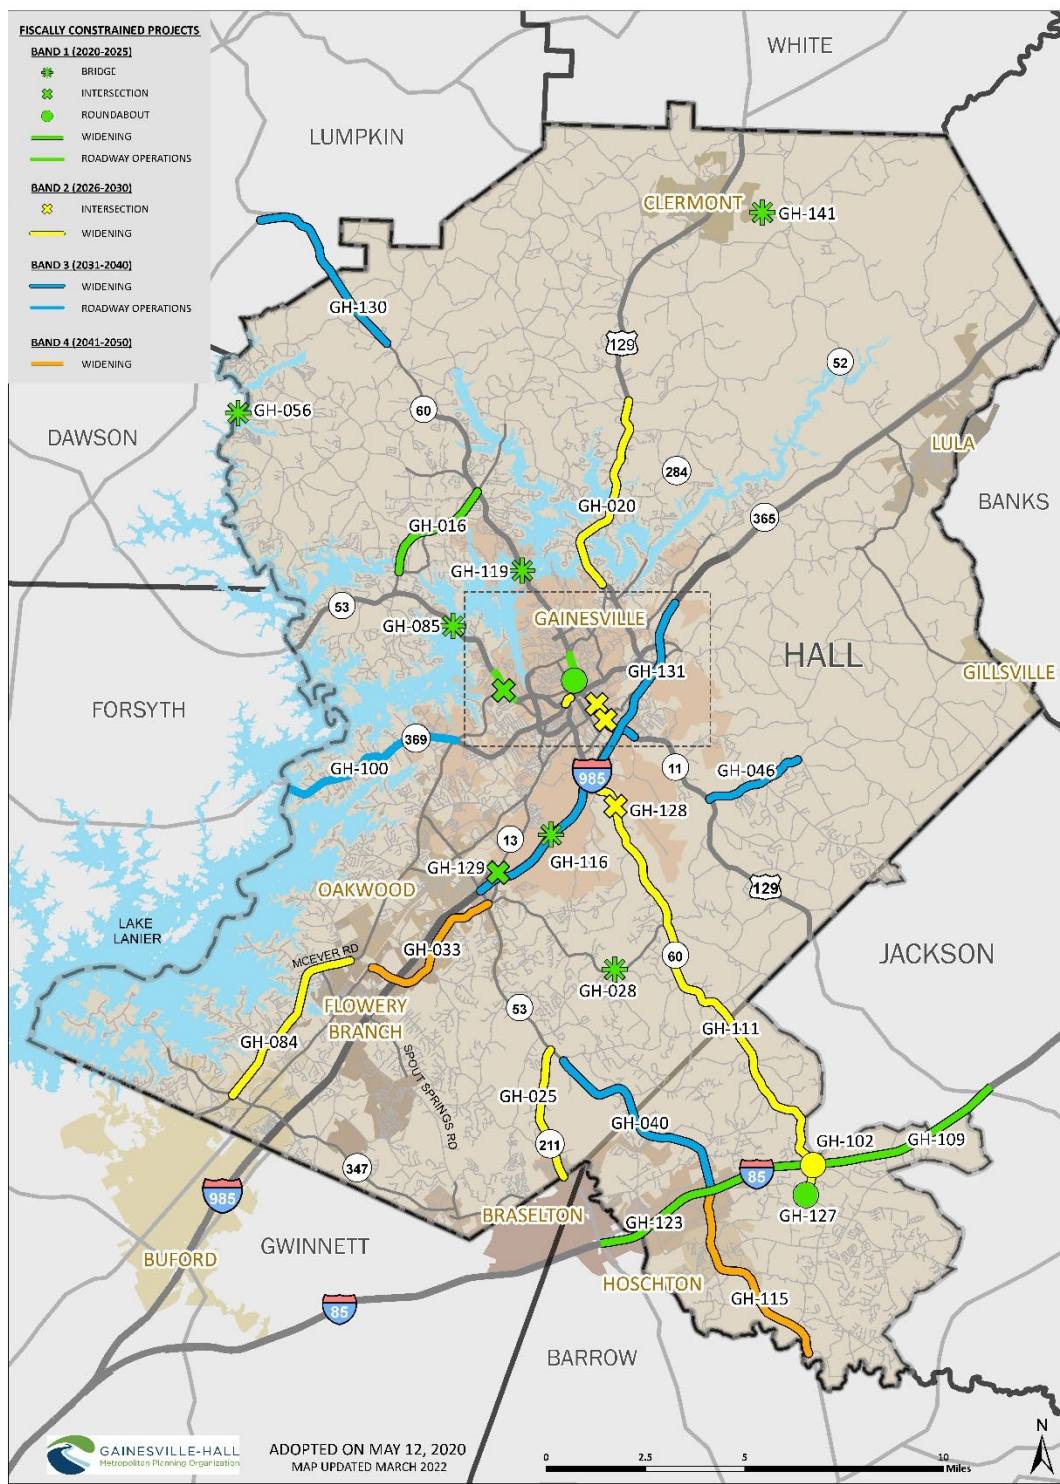 FISCALLY CONSTRAINED PROJECTS
BAND 1 (2020-2025)
BRIDGE
INTERSECTION
ROUNDABOUT
WIDENING
ROADWAY OPERATIONS
BAND 2 (2026-2030)
INTERSECTION
WIDENING
BAND 3 (2031-2040)
WIDENING
ROADWAY OPERATIONS
BAND 4 (2041-2050)
WIDENING
WHITE
LUMPKIN
CLERMONT
GH-141
GH-130
129
52
60
GH-056
DAWSON
LULA
284
BANKS
GH-020
365
GH-016
GH-119
53
GH-085
GAINESVILLE
HALL
GH-131
GILLSVILLE
FORSYTH
369
GH-100
11
GH-046
985
GH-128
13
GH-116
GH-129
OAKWOOD
129
LAKE
LANIER
JACKSON
MCEVER RD
GH-033
60
GH-028
FLOWERY
BRANCH
53
GH-111
GH-084
SPOUT SPRINGS RD
GH-025
GH-040
GH-102
GH-109
211
347
85
985
GH-127
BRASELTON
GH-123
GWINNETT
BUFORD
HOSCHTON
85
GH-115
BARROW
GAINESVILLE-HALL
Metropolitan Planning Organization
ADOPTED ON MAY 12, 2020
MAP UPDATED MARCH 2022
N
0 2.5 5 10
Miles